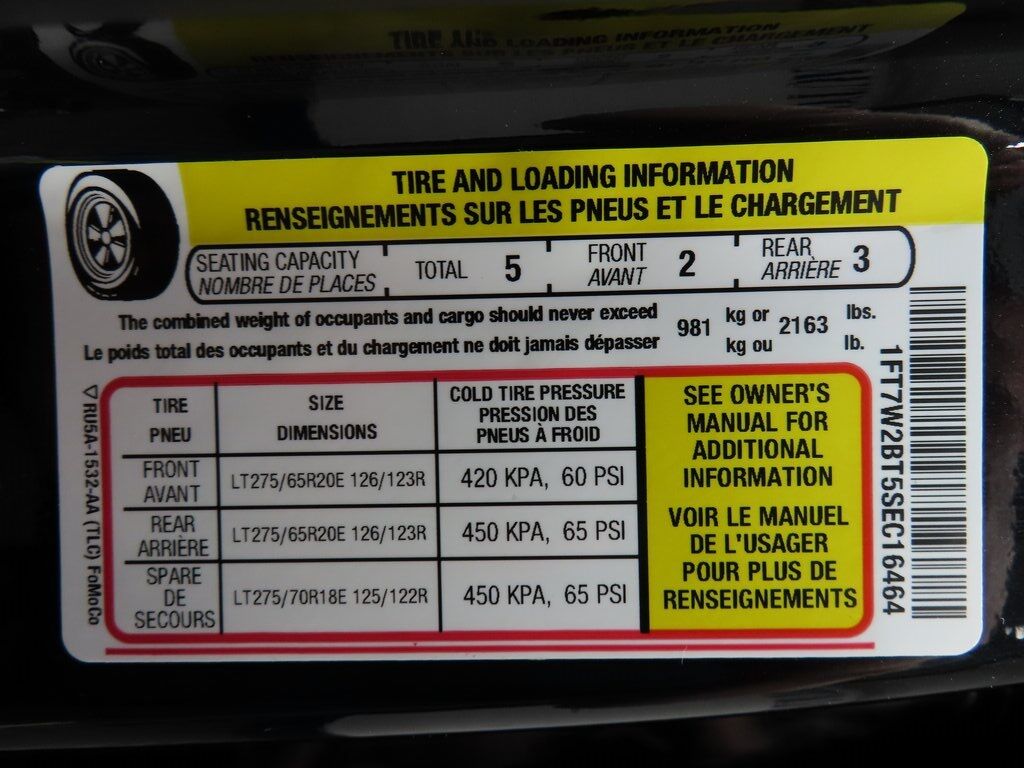 TIRE AND LOADING INFORMATION
RENSEIGNEMENTS SUR LES PNEUS ET LE CHARGEMENT
SEATING CAPACITY
NOMBRE DE PLACES
TOTAL 5
FRONT
AVANT
2
REAR
ARRIÈRE
3
The combined weight of occupants and cargo should never exceed
Le poids total des occupants et du chargement ne doit jamais dépasser
981
kg or
kg ou
2163
lbs.
lb.
TIRE
PNEU
SIZE
DIMENSIONS
COLD TIRE PRESSURE
PRESSION DES
PNEUS À FROID
FRONT
AVANT
LT275/65R20E 126/123R
420 KPA, 60 PSI
REAR
ARRIÈRE
LT275/65R20E 126/123R
450 KPA, 65 PSI
SPARE
DE
SECOURS
LT275/70R18E 125/122R
450 KPA, 65 PSI
SEE OWNER'S
MANUAL FOR
ADDITIONAL
INFORMATION
VOIR LE MANUEL
DE L'USAGER
POUR PLUS DE
RENSEIGNEMENTS
▽ RU5A-1532-AA (TLC) FoMoCo
1FT7W2BT5SEC16464